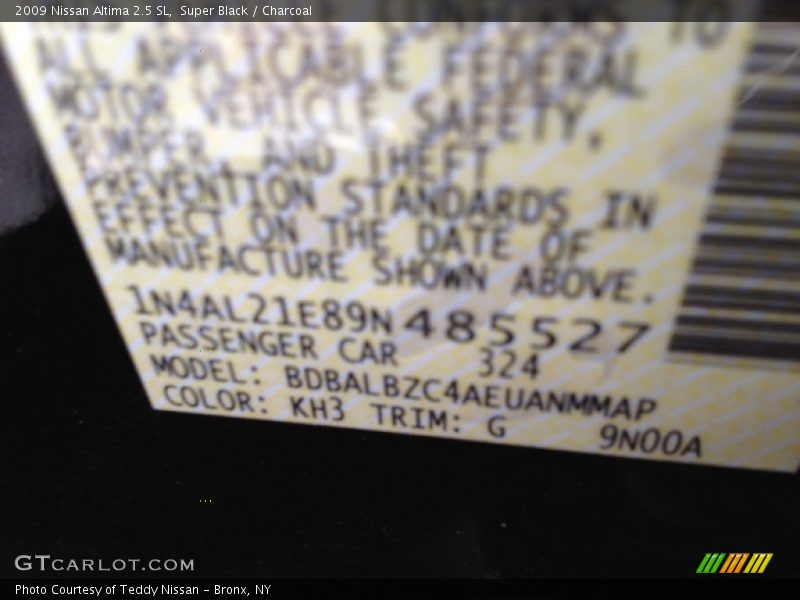 2009 Nissan Altima 2.5 SL, Super Black / Charcoal
TO
ALL APPLICABLE FEDERAL
MOTOR VEHICLE SAFETY,
BUMPER, AND THEFT
PREVENTION STANDARDS IN
EFFECT ON THE DATE OF
MANUFACTURE SHOWN ABOVE.
1N4AL21E89N485527
PASSENGER CAR 324
MODEL: BDBALBZC4AEUANMMAP
COLOR: KH3 TRIM: G 9N00A
GTCARLOT.COM
Photo Courtesy of Teddy Nissan – Bronx, NY